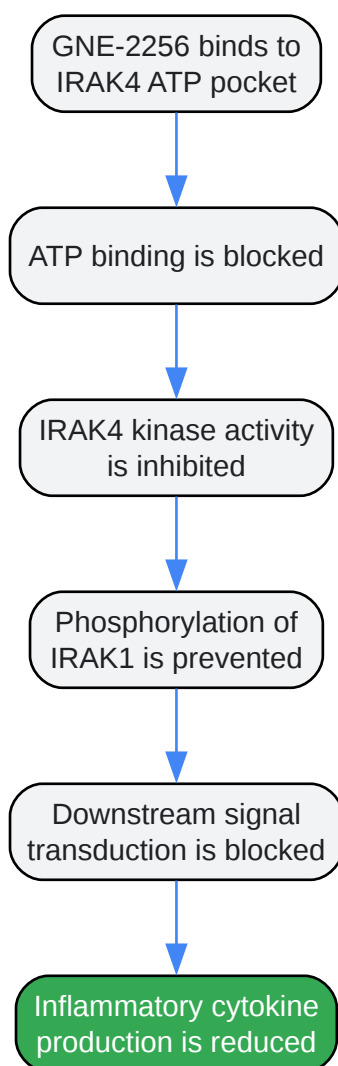 GNE-2256 binds to
IRAK4 ATP pocket
ATP binding is blocked
IRAK4 kinase activity
is inhibited
Phosphorylation of
IRAK1 is prevented
Downstream signal
transduction is blocked
Inflammatory cytokine
production is reduced